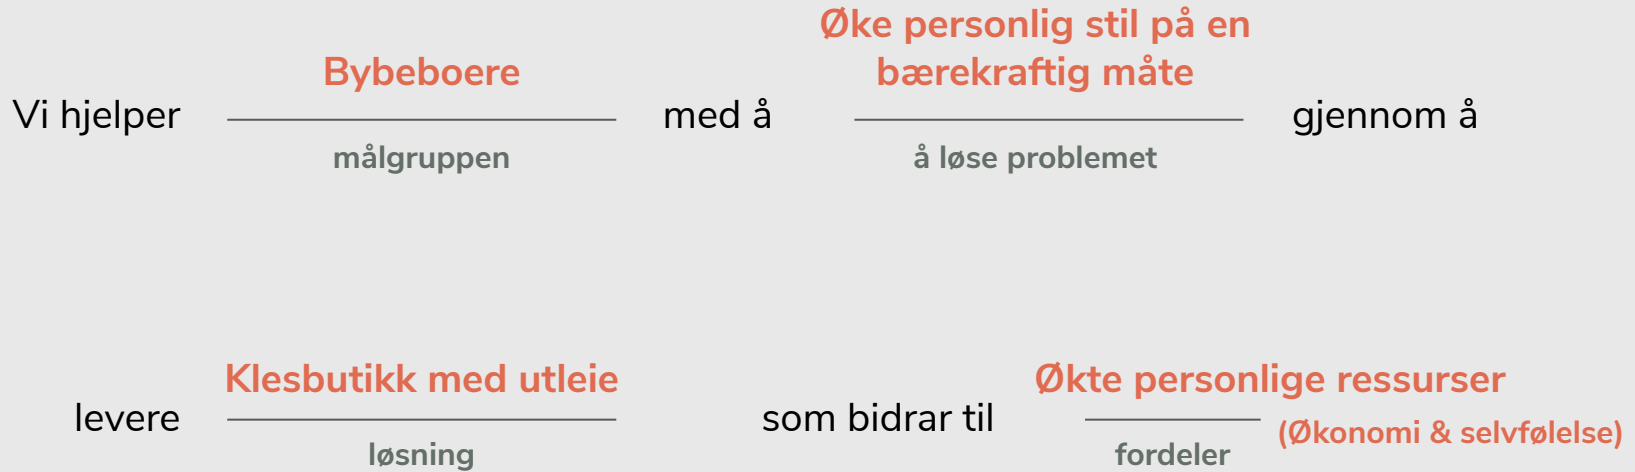 Øke personlig stil på en
Bybeboere bærekraftig måte
Vi hjelper med å gjennom å
målgruppen å løse problemet
Klesbutikk med utleie Økte personlige ressurser
levere som bidrar til (Økonomi & selvfølelse)
løsning fordeler